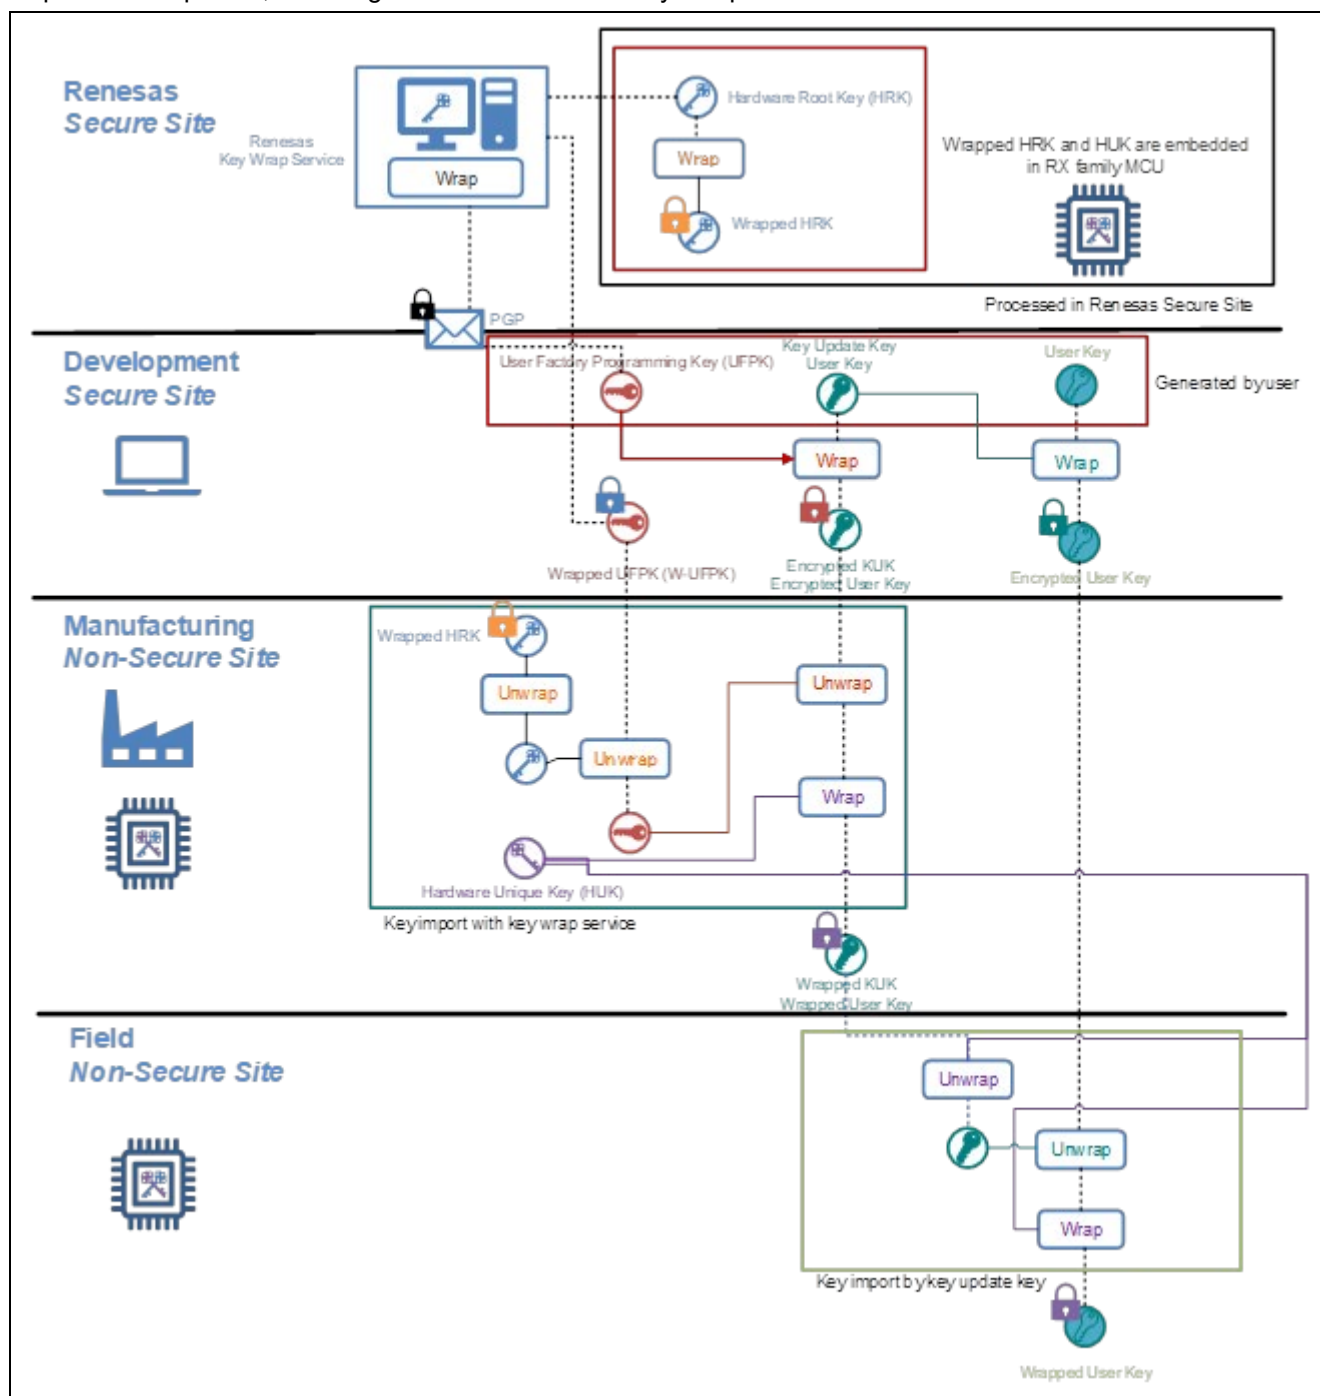 Renesas
Secure Site
Renesas
Key Wrap Service
Wrap
Hardware Root Key (HRK)
Wrap
Wrapped HRK
Wrapped HRK and HUK are embedded
in RX family MCU
Processed in Renesas Secure Site
PGP
Development
Secure Site
User Factory Programming Key (UFPK)
Key Update Key
User Key
User Key
Generated by user
Wrap
Wrap
Wrapped UFPK (W-UFPK)
Encrypted KUK
Encrypted User Key
Encrypted User Key
Manufacturing
Non-Secure Site
Wrapped HRK
Unwrap
Unwrap
Unwrap
Wrap
Hardware Unique Key (HUK)
Key import with key wrap service
Wrapped KUK
Wrapped User Key
Field
Non-Secure Site
Unwrap
Unwrap
Wrap
Key import by key update key
Wrapped User Key